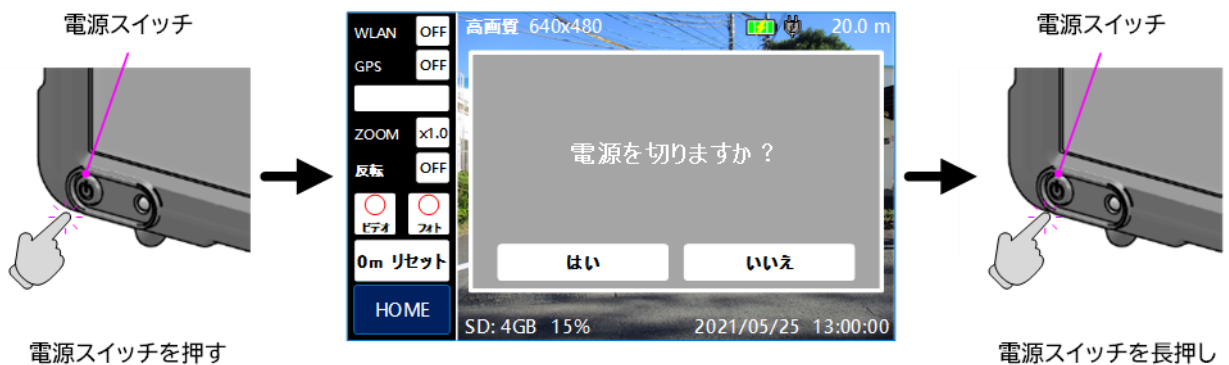 電源スイッチ
電源スイッチを押す
WLAN OFF
GPS OFF
ZOOM x1.0
反転 OFF
ビデオ フォト
0m リセット
HOME
高画質 640x480 20.0 m
電源を切りますか？
はい いいえ
SD: 4GB 15% 2021/05/25 13:00:00
電源スイッチ
電源スイッチを長押し